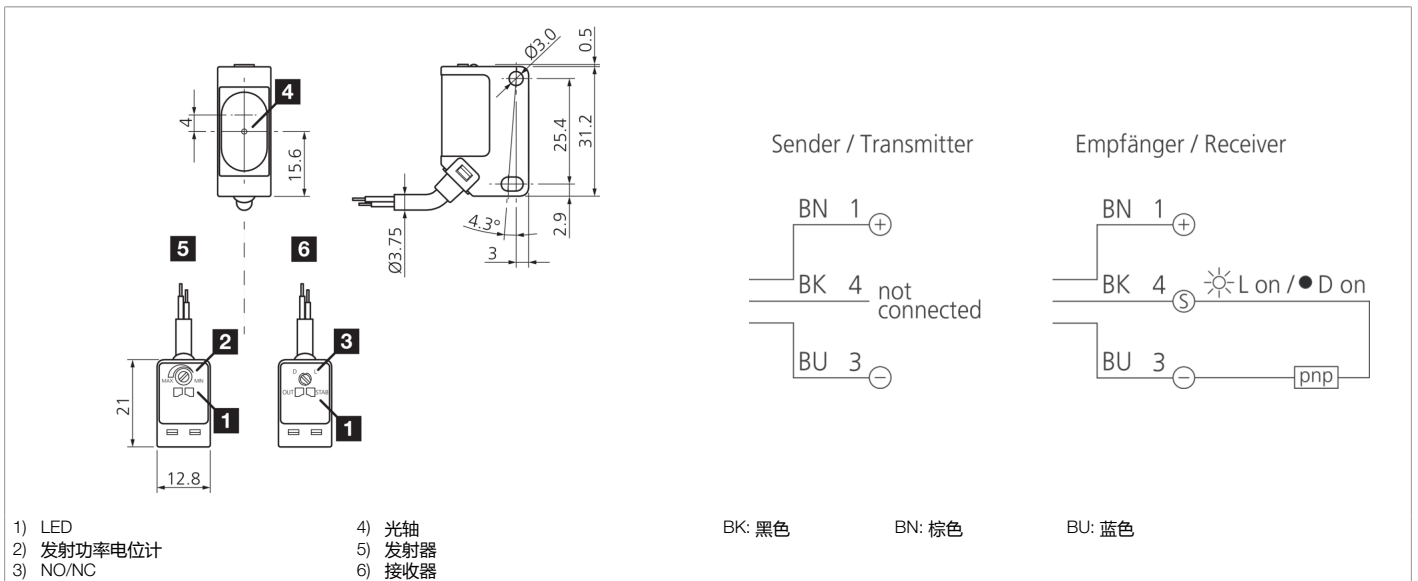 4
4
15.6
Ø3.0
0.5
25.4
31.2
4.3°
2.9
3
Ø3.75
5
6
2
MAX
MIN
1
21
12.8
3
D
L
OUT
STAB
1
Sender / Transmitter
BN 1
+
BK 4 not connected
BU 3
−
Empfänger / Receiver
BN 1
+
BK 4 S L on / D on
BU 3
−
pnp
1) LED
2) 发射功率电位计
3) NO/NC
4) 光轴
5) 发射器
6) 接收器
BK: 黑色
BN: 棕色
BU: 蓝色